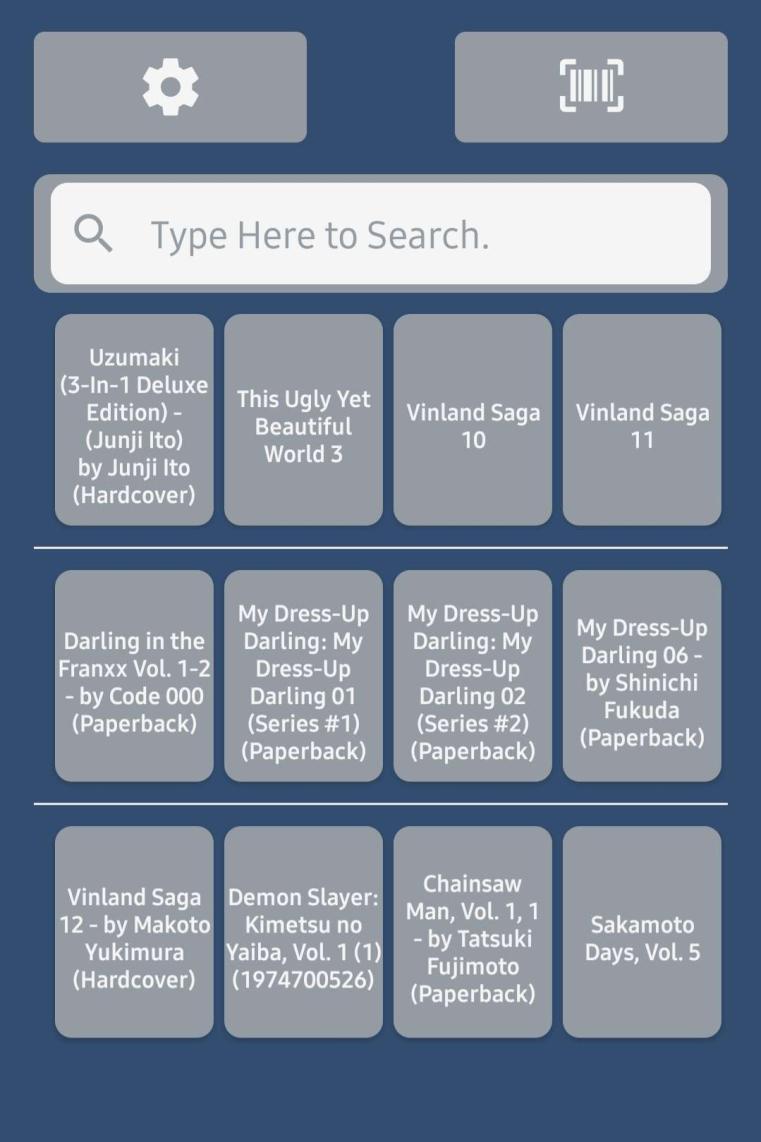 Type Here to Search.
Uzumaki
(3-In-1 Deluxe
Edition) -
(Junji Ito)
by Junji Ito
(Hardcover)
This Ugly Yet
Beautiful
World 3
Vinland Saga
10
Vinland Saga
11
Darling in the
Franxx Vol. 1-2
- by Code 000
(Paperback)
My Dress-Up
Darling: My
Dress-Up
Darling 01
(Series #1)
(Paperback)
My Dress-Up
Darling: My
Dress-Up
Darling 02
(Series #2)
(Paperback)
My Dress-Up
Darling 06 -
by Shinichi
Fukuda
(Paperback)
Vinland Saga
12 - by Makoto
Yukimura
(Hardcover)
Demon Slayer:
Kimetsu no
Yaiba, Vol. 1 (1)
(1974700526)
Chainsaw
Man, Vol. 1, 1
- by Tatsuki
Fujimoto
(Paperback)
Sakamoto
Days, Vol. 5